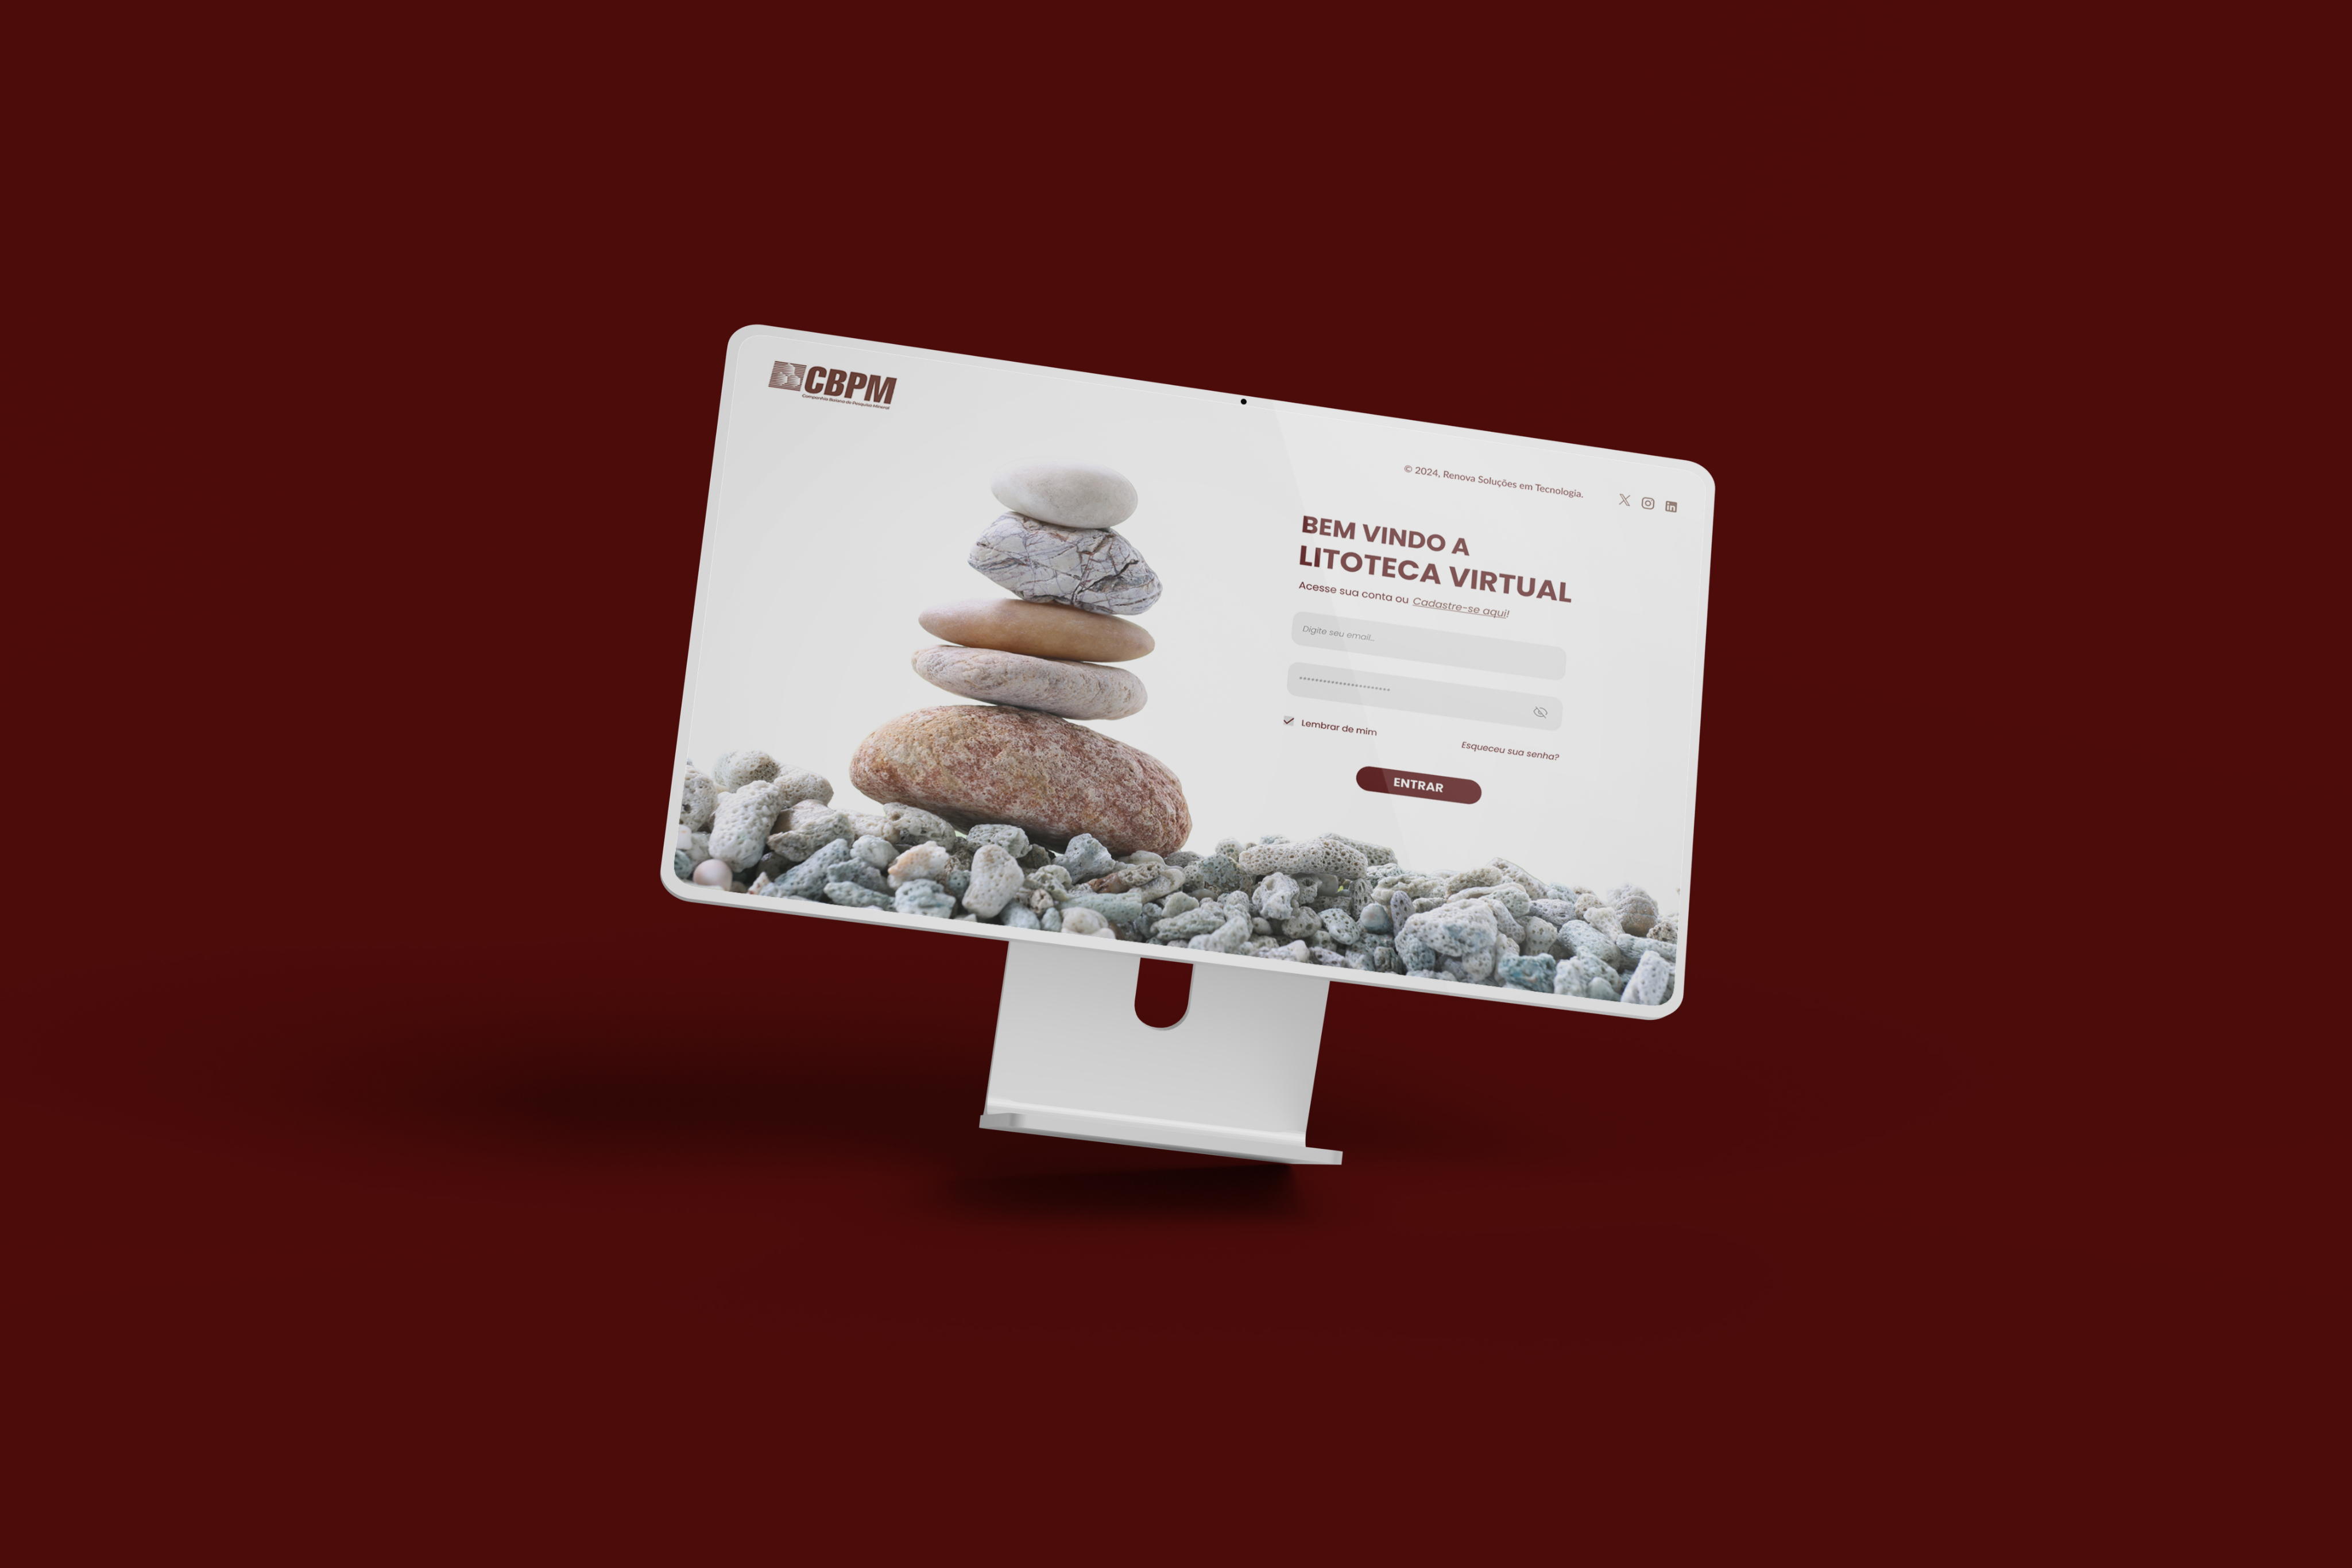 CBPM
Companhia Baiana de Pesquisa Mineral
© 2024, Renova Soluções em Tecnologia.
BEM VINDO A
LITOTECA VIRTUAL
Acesse sua conta ou Cadastre-se aqui!
Digite seu email...
***********************
Lembrar de mim
Esqueceu sua senha?
ENTRAR